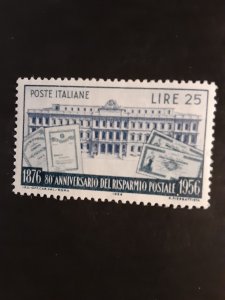 POSTE ITALIANE
LIRE 25
1876 80° ANNIVERSARIO DEL RISPARMIO POSTALE 1956